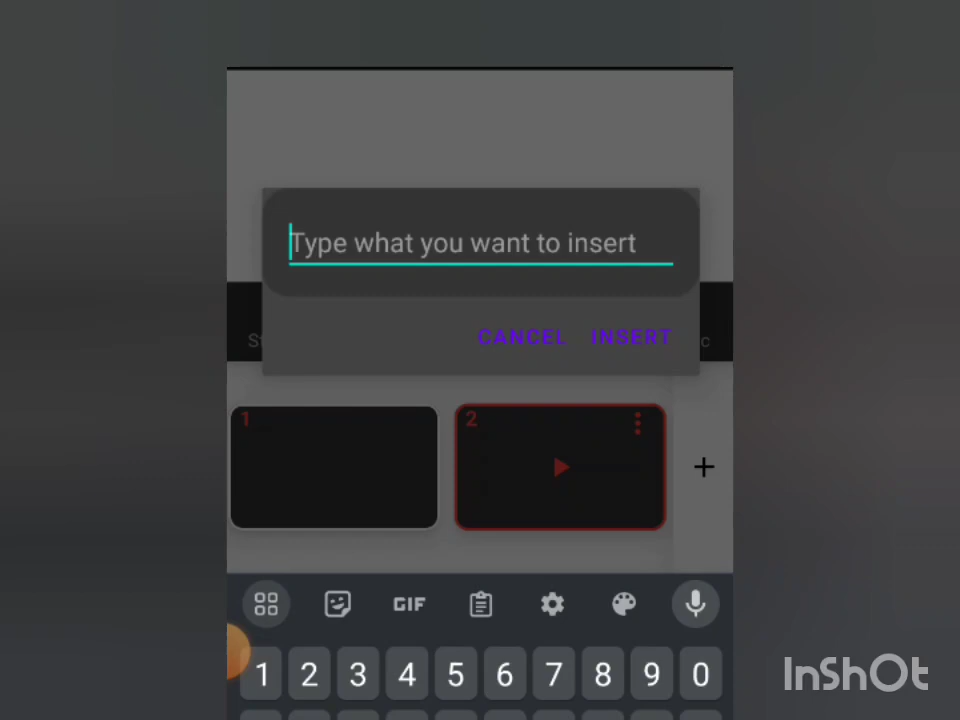 Type what you want to insert
CANCEL INSERT
St
c
1 2
GIF
1 2 3 4 5 6 7 8 9 0
InShOt